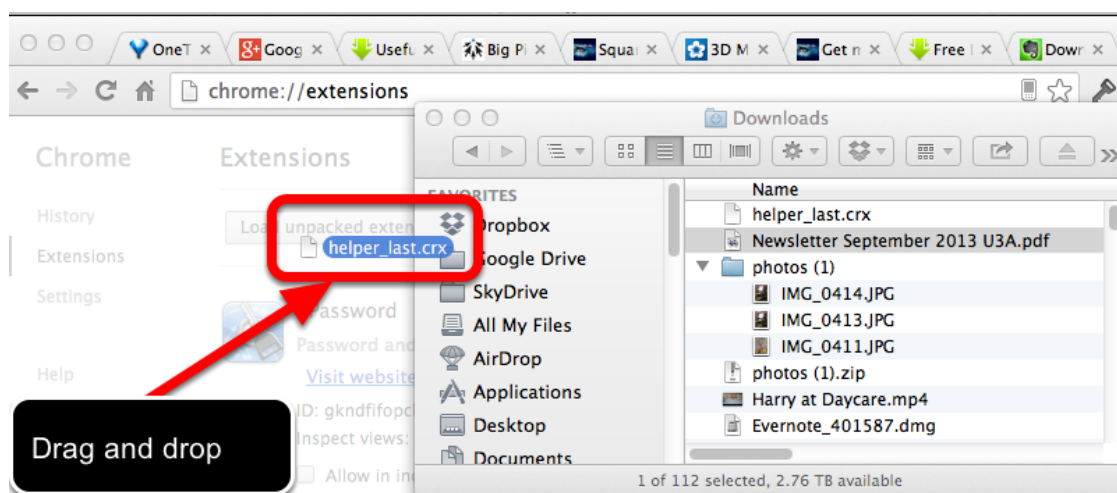 OneT
Goog
Usefu
Big Pi
Squa
3D M
Get n
Free
Down
chrome://extensions
Downloads
Chrome
Extensions
History
Extensions
Settings
Help
Load unpacked exten
helper_last.crx
Password
Password and
Visit website
ID: gkndfifopc
Inspect views:
Allow in in
FAVORITES
Dropbox
Google Drive
SkyDrive
All My Files
AirDrop
Applications
Desktop
Documents
Name
helper_last.crx
Newsletter September 2013 U3A.pdf
photos (1)
IMG_0414.JPG
IMG_0413.JPG
IMG_0411.JPG
photos (1).zip
Harry at Daycare.mp4
Evernote_401587.dmg
1 of 112 selected, 2.76 TB available
Drag and drop